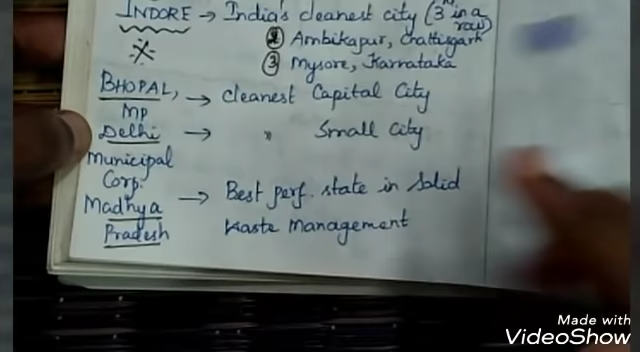 INDORE → India's cleanest city (3rd in a row)
② Ambikapur, Chattisgarh
③ Mysore, Karnataka
BHOPAL, → Cleanest Capital City
MP
Delhi → " Small City
Municipal
Corp.
Madhya → Best perf. state in Solid
Pradesh Waste Management
Made with
VideoShow